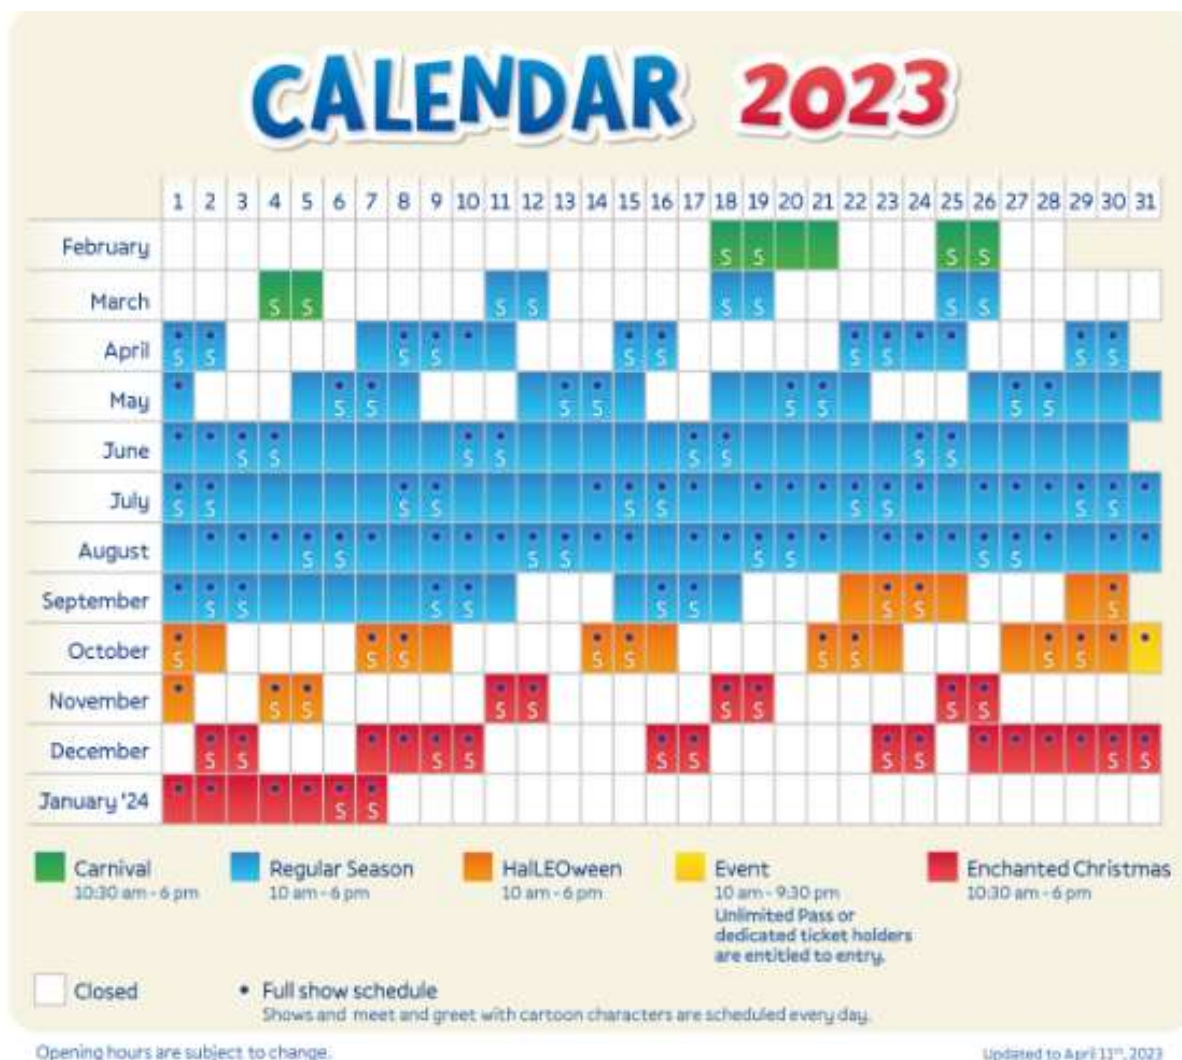 CALENDAR 2023
1 2 3 4 5 6 7 8 9 10 11 12 13 14 15 16 17 18 19 20 21 22 23 24 25 26 27 28 29 30 31
February S S S S
March S S S S S S S S
April S S S S S S S S S S
May S S S S S S S S
June S S S S S S S S
July S S S S S S S S S S
August S S S S S S S S
September S S S S S S S S S
October S S S S S S S S S
November S S S S S S S S
December S S S S S S S S S S
January '24 S S
Carnival
10:30 am - 6 pm
Regular Season
10 am - 6 pm
HalLEOween
10 am - 6 pm
Event
10 am - 9:30 pm
Unlimited Pass or
dedicated ticket holders
are entitled to entry.
Enchanted Christmas
10:30 am - 6 pm
Closed
• Full show schedule
Shows and meet and greet with cartoon characters are scheduled every day.
Opening hours are subject to change.
Updated to April 11th, 2023